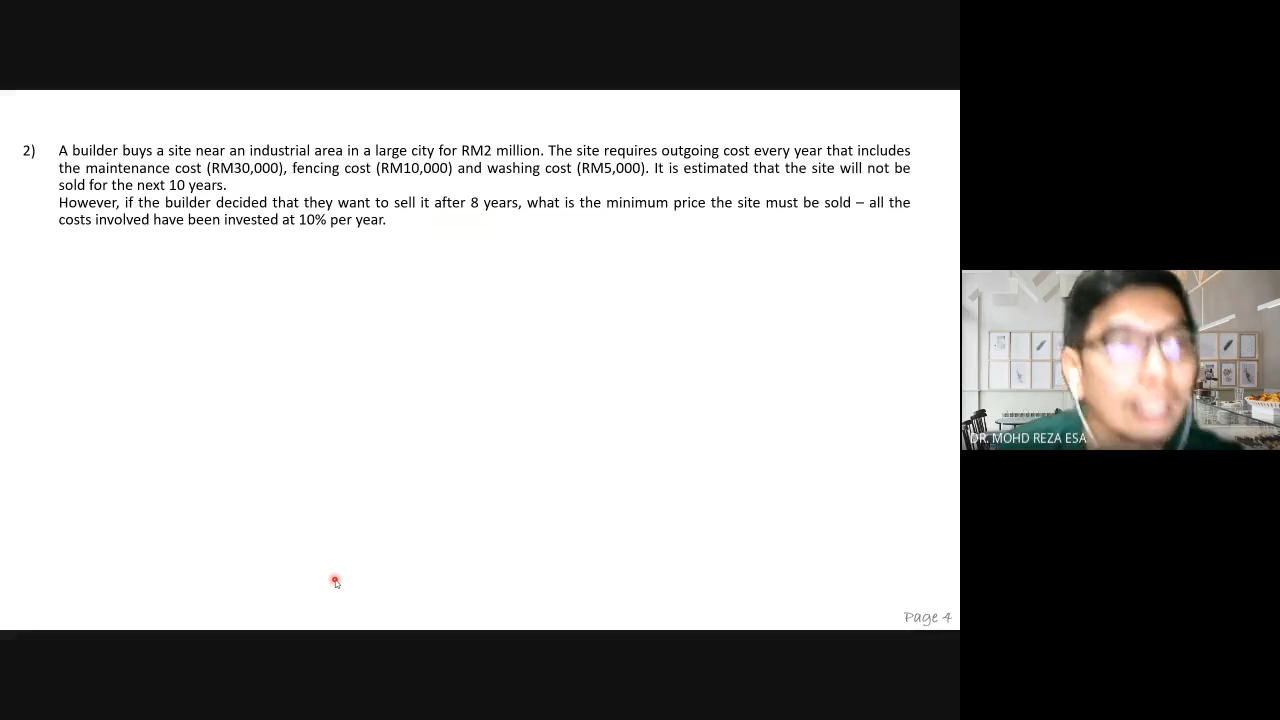 2) A builder buys a site near an industrial area in a large city for RM2 million. The site requires outgoing cost every year that includes
the maintenance cost (RM30,000), fencing cost (RM10,000) and washing cost (RM5,000). It is estimated that the site will not be
sold for the next 10 years.
However, if the builder decided that they want to sell it after 8 years, what is the minimum price the site must be sold – all the
costs involved have been invested at 10% per year.
DR. MOHD REZA ESA
Page 4